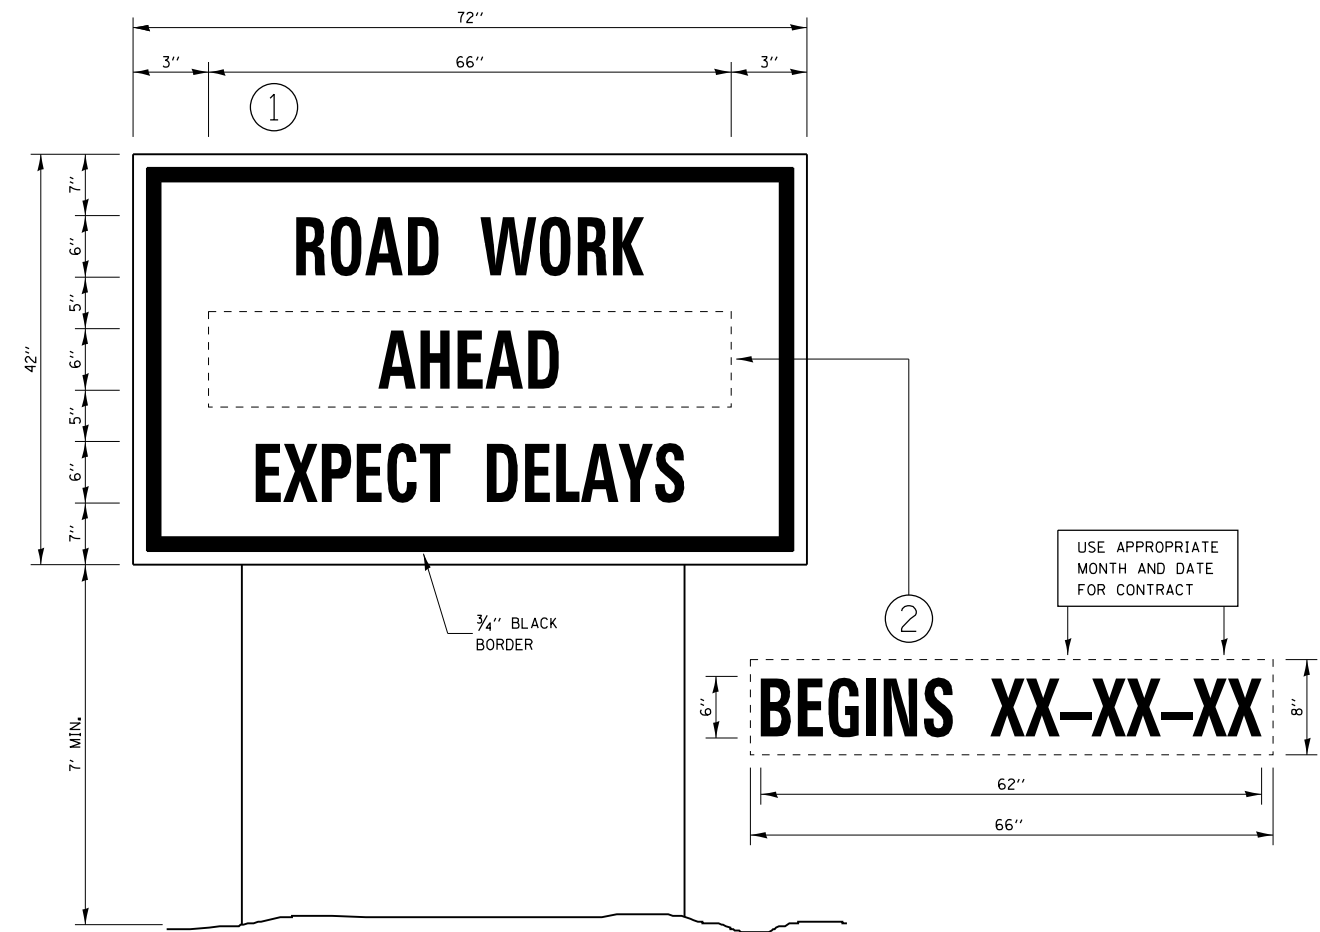 72''
3'' 66'' 3''
1
7''
6''
5''
6''
5''
6''
7''
42''
ROAD WORK
AHEAD
EXPECT DELAYS
¾'' BLACK
BORDER
7' MIN.
2
USE APPROPRIATE
MONTH AND DATE
FOR CONTRACT
6''
BEGINS XX-XX-XX
8''
62''
66''